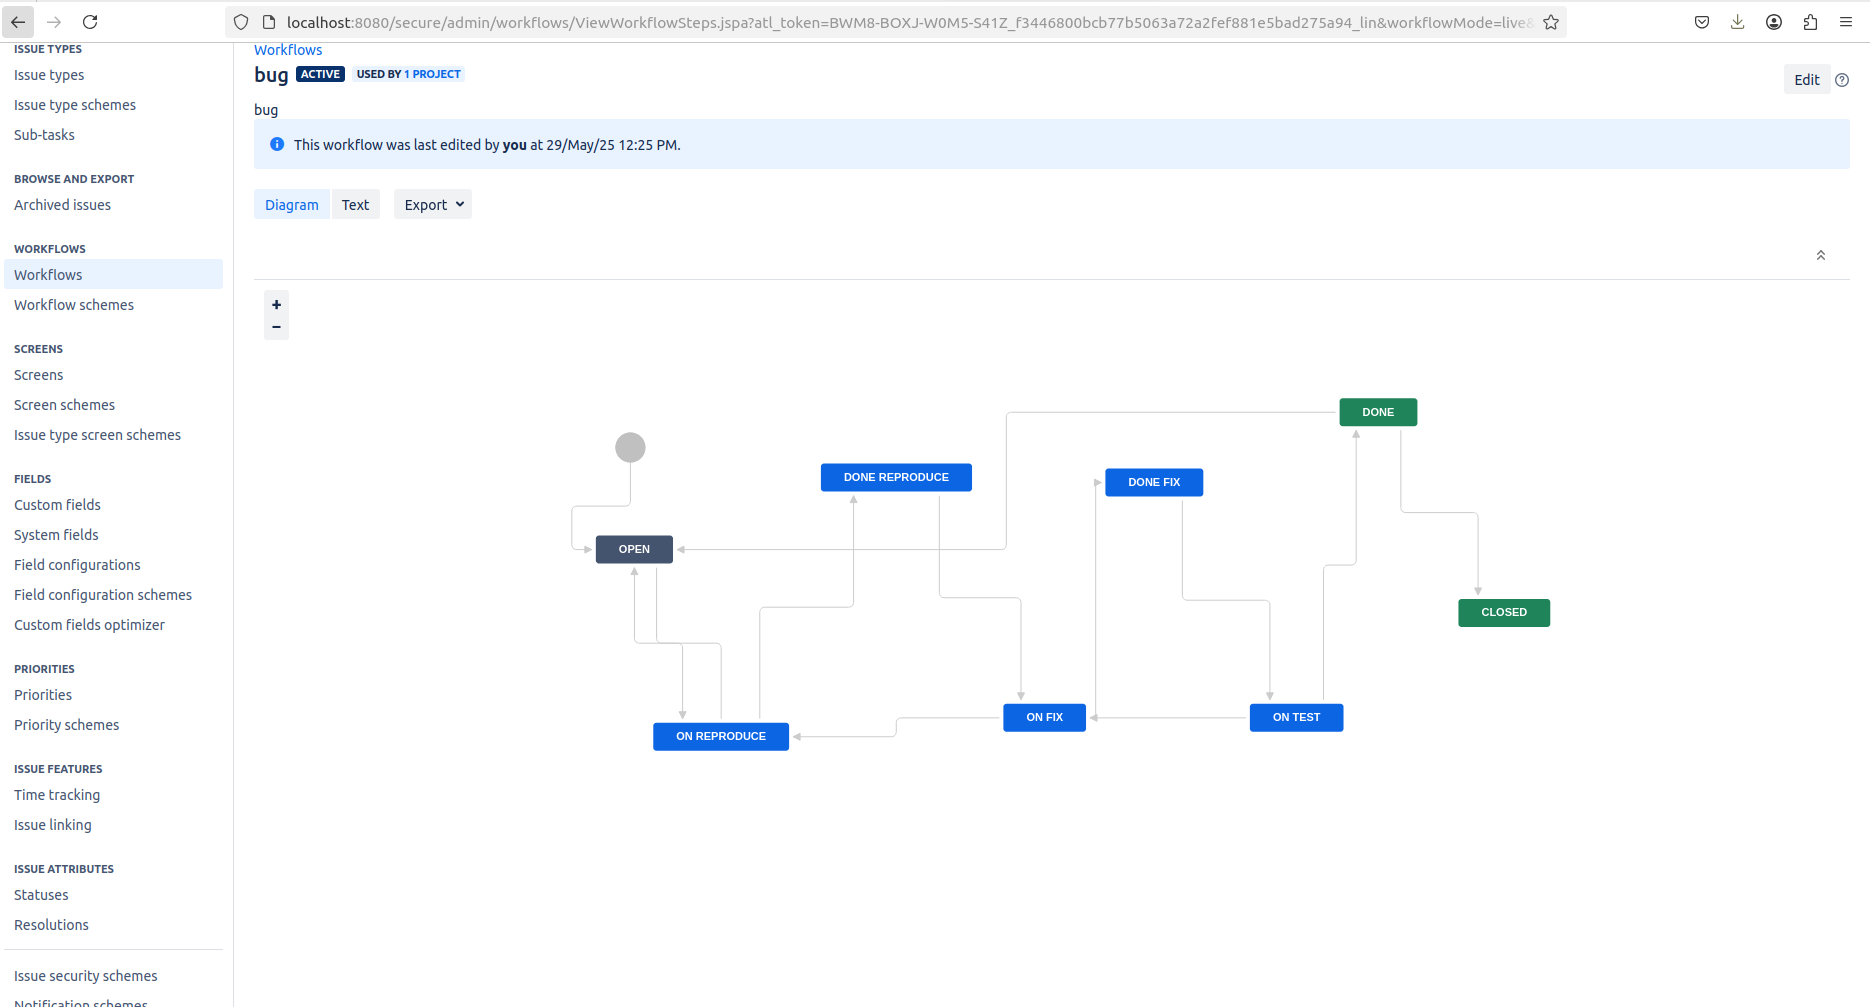 localhost:8080/secure/admin/workflows/ViewWorkflowSteps.jspa?atl_token=BWM8-BOXJ-W0M5-S41Z_f3446800bcb77b5063a72a2fef881e5bad275a94_lin&workflowMode=live
ISSUE TYPES
Issue types
Issue type schemes
Sub-tasks
BROWSE AND EXPORT
Archived issues
WORKFLOWS
Workflows
Workflow schemes
SCREENS
Screens
Screen schemes
Issue type screen schemes
FIELDS
Custom fields
System fields
Field configurations
Field configuration schemes
Custom fields optimizer
PRIORITIES
Priorities
Priority schemes
ISSUE FEATURES
Time tracking
Issue linking
ISSUE ATTRIBUTES
Statuses
Resolutions
Issue security schemes
Notification schemes
Workflows
bug ACTIVE USED BY 1 PROJECT
Edit
bug
This workflow was last edited by you at 29/May/25 12:25 PM.
Diagram Text Export
+
−
DONE
DONE REPRODUCE
DONE FIX
OPEN
CLOSED
ON REPRODUCE
ON FIX
ON TEST